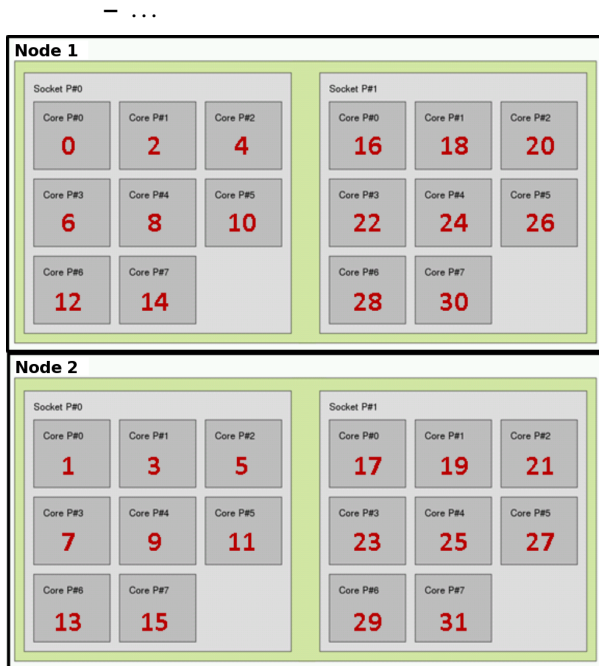 – ...
Node 1
Socket P#0
Core P#0 Core P#1 Core P#2
0 2 4
Core P#3 Core P#4 Core P#5
6 8 10
Core P#6 Core P#7
12 14
Socket P#1
Core P#0 Core P#1 Core P#2
16 18 20
Core P#3 Core P#4 Core P#5
22 24 26
Core P#6 Core P#7
28 30
Node 2
Socket P#0
Core P#0 Core P#1 Core P#2
1 3 5
Core P#3 Core P#4 Core P#5
7 9 11
Core P#6 Core P#7
13 15
Socket P#1
Core P#0 Core P#1 Core P#2
17 19 21
Core P#3 Core P#4 Core P#5
23 25 27
Core P#6 Core P#7
29 31